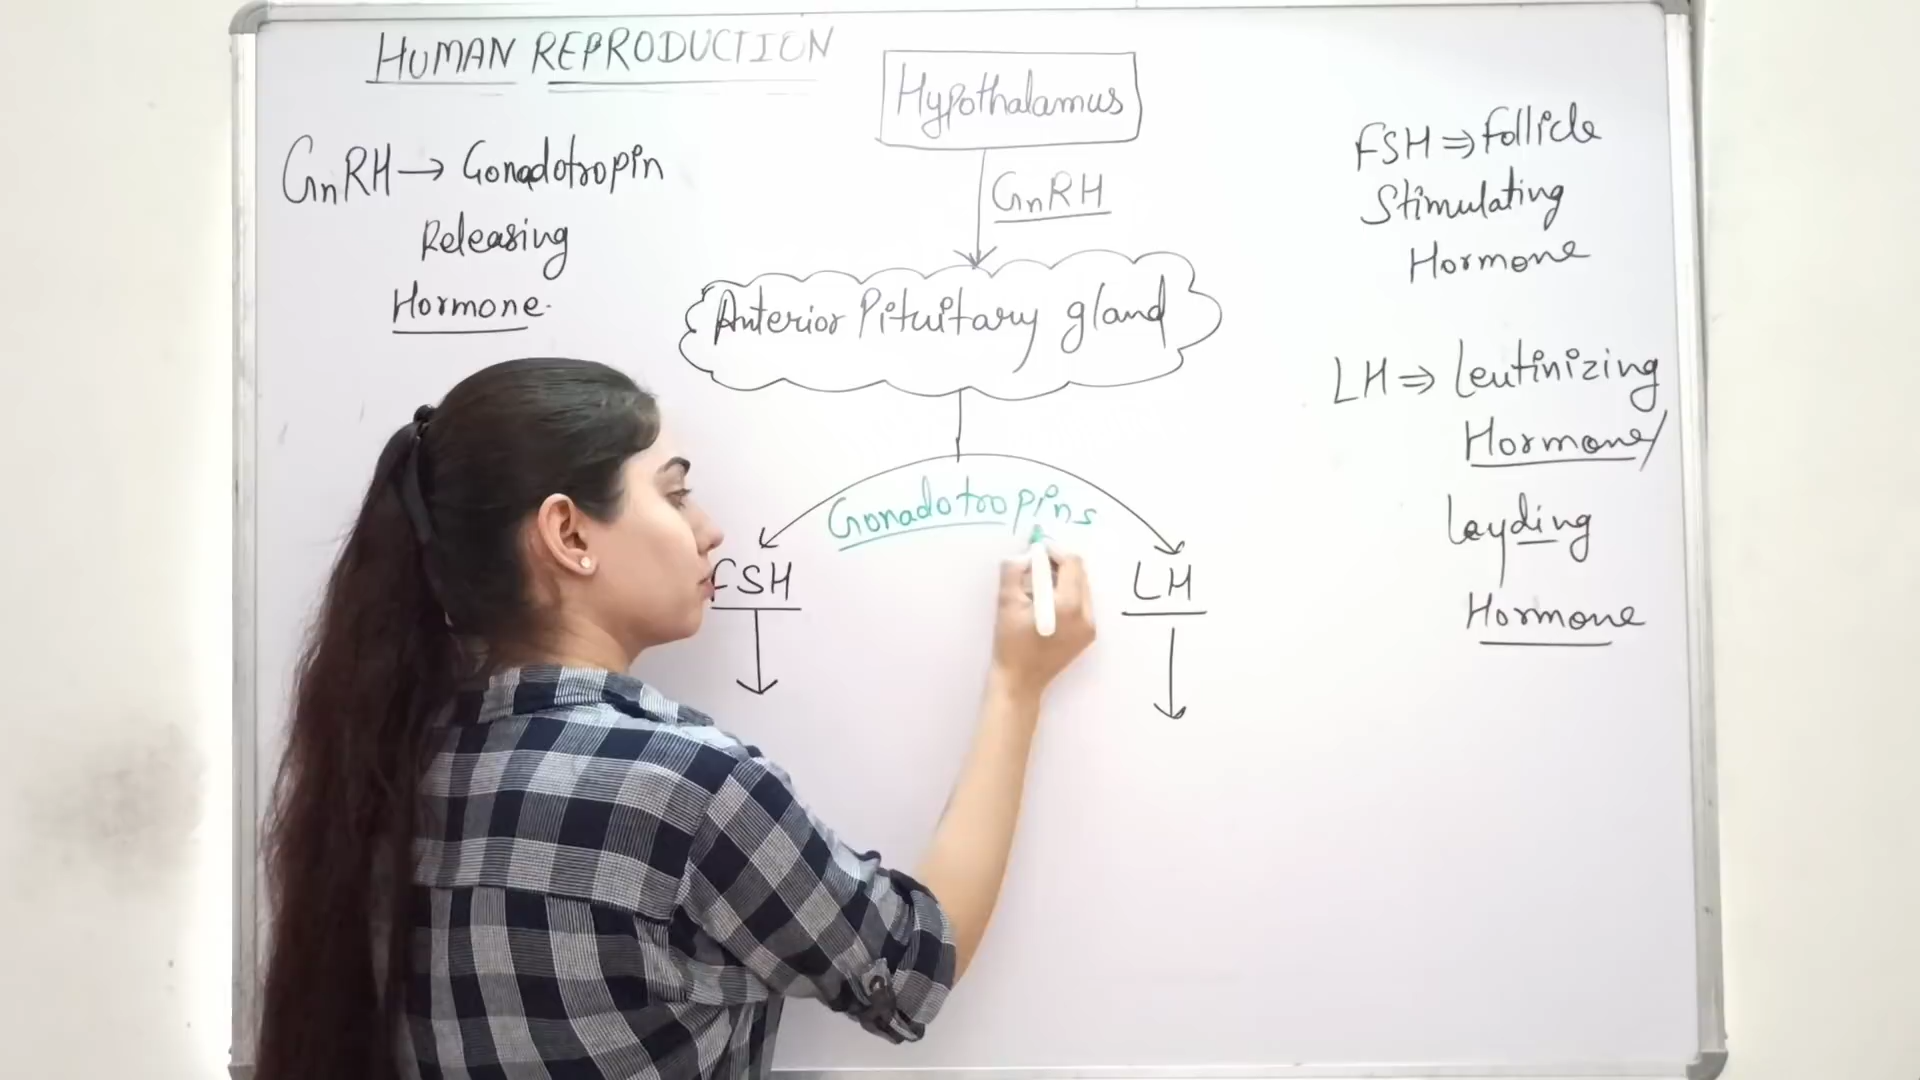 HUMAN REPRODUCTION
GnRH → Gonadotropin
Releasing
Hormone.
Hypothalamus
GnRH
Anterior Pituitary gland
Gonadotropins
FSH
LH
FSH ⇒ Follicle
Stimulating
Hormone
LH ⇒ Leutinizing
Hormone/
Leyding
Hormone